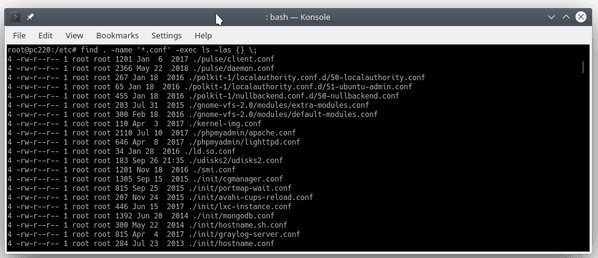 : bash — Konsole
File Edit View Bookmarks Settings Help
root@pc220:/etc# find . -name '*.conf' -exec ls -las {} \;
4 -rw-r--r-- 1 root root 1201 Jan  6  2017 ./pulse/client.conf
4 -rw-r--r-- 1 root root 2366 May 22  2018 ./pulse/daemon.conf
4 -rw-r--r-- 1 root root 267 Jan 18  2016 ./polkit-1/localauthority.conf.d/50-localauthority.conf
4 -rw-r--r-- 1 root root 65 Jan 18  2016 ./polkit-1/localauthority.conf.d/51-ubuntu-admin.conf
4 -rw-r--r-- 1 root root 455 Jan 18  2016 ./polkit-1/nullbackend.conf.d/50-nullbackend.conf
4 -rw-r--r-- 1 root root 203 Jul 31  2015 ./gnome-vfs-2.0/modules/extra-modules.conf
4 -rw-r--r-- 1 root root 300 Feb 18  2016 ./gnome-vfs-2.0/modules/default-modules.conf
4 -rw-r--r-- 1 root root 110 Apr  3  2017 ./kernel-img.conf
4 -rw-r--r-- 1 root root 2110 Jul 10  2017 ./phpmyadmin/apache.conf
4 -rw-r--r-- 1 root root 646 Apr  8  2017 ./phpmyadmin/lighttpd.conf
4 -rw-r--r-- 1 root root 34 Jan 28  2016 ./ld.so.conf
4 -rw-r--r-- 1 root root 183 Sep 26 21:35 ./udisks2/udisks2.conf
4 -rw-r--r-- 1 root root 1201 Nov 18  2016 ./smi.conf
4 -rw-r--r-- 1 root root 1305 Sep 15  2015 ./init/cgmanager.conf
4 -rw-r--r-- 1 root root 815 Sep 25  2015 ./init/portmap-wait.conf
4 -rw-r--r-- 1 root root 207 Nov 24  2015 ./init/avahi-cups-reload.conf
4 -rw-r--r-- 1 root root 446 Jun 15  2017 ./init/lxc-instance.conf
4 -rw-r--r-- 1 root root 1392 Jun 20  2014 ./init/mongodb.conf
4 -rw-r--r-- 1 root root 300 May 22  2014 ./init/hostname.sh.conf
4 -rw-r--r-- 1 root root 815 Apr  4  2017 ./init/graylog-server.conf
4 -rw-r--r-- 1 root root 284 Jul 23  2013 ./init/hostname.conf